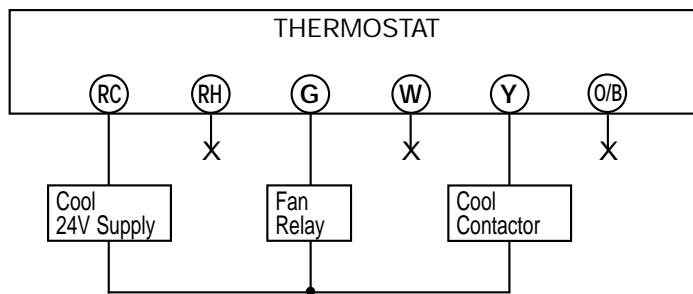 THERMOSTAT
RC RH G W Y O/B
X X X
Cool
24V Supply
Fan
Relay
Cool
Contactor